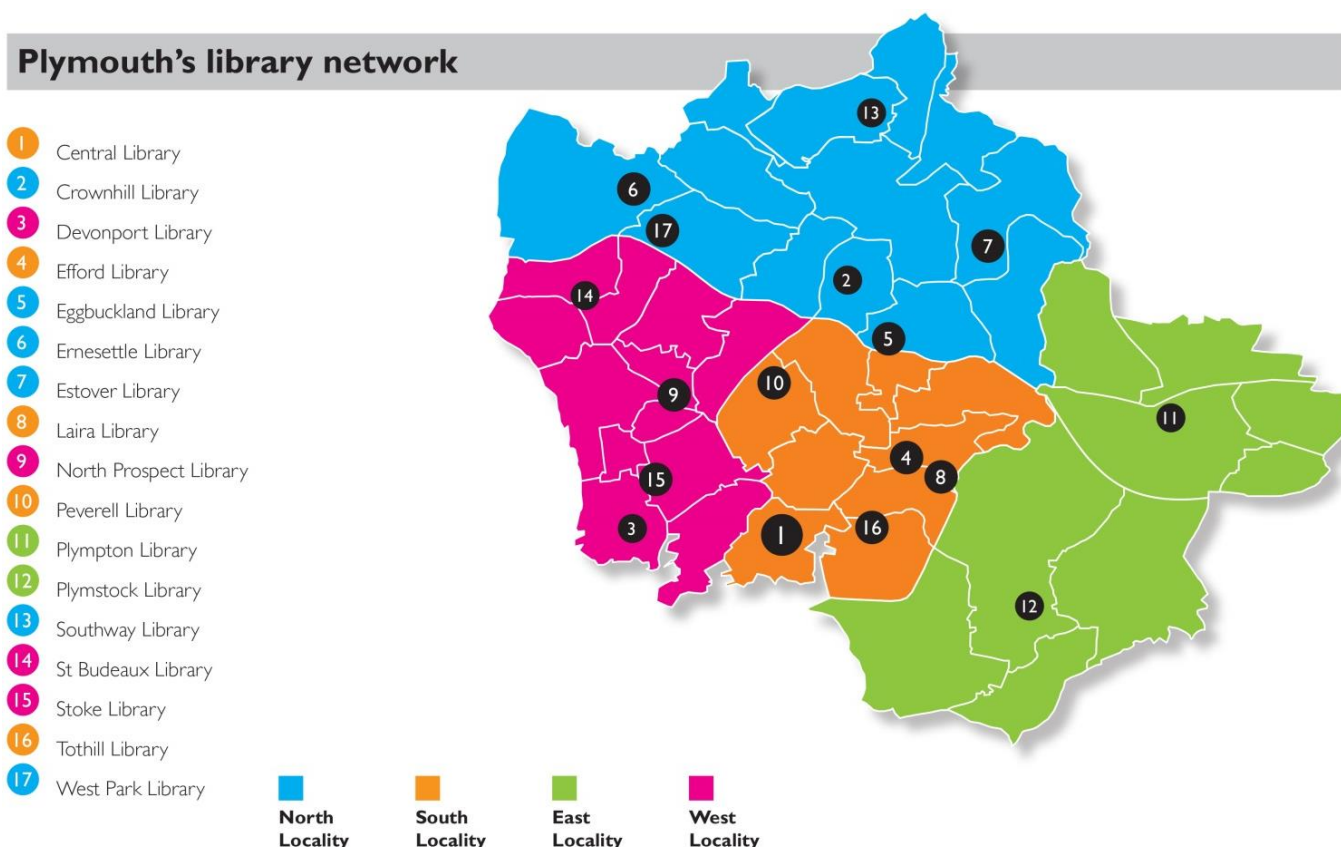 Plymouth's library network
1 Central Library
2 Crownhill Library
3 Devonport Library
4 Efford Library
5 Eggbuckland Library
6 Ernesettle Library
7 Estover Library
8 Laira Library
9 North Prospect Library
10 Peverell Library
11 Plympton Library
12 Plymstock Library
13 Southway Library
14 St Budeaux Library
15 Stoke Library
16 Tothill Library
17 West Park Library
13
6
17
7
2
14
5
10
9
11
4
8
15
16
3
1
12
North
Locality
South
Locality
East
Locality
West
Locality